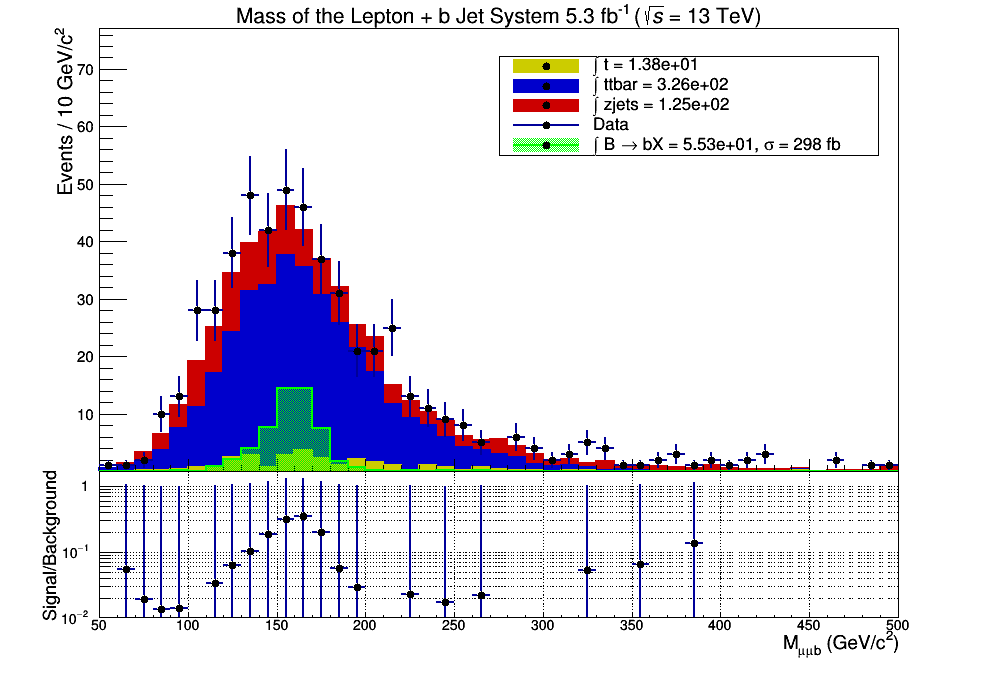 Mass of the Lepton + b Jet System 5.3 fb⁻¹ (√s = 13 TeV)
Events / 10 GeV/c²
70
60
50
40
30
20
10
∫ t = 1.38e+01
∫ ttbar = 3.26e+02
∫ zjets = 1.25e+02
Data
∫ B → bX = 5.53e+01, σ = 298 fb
Signal/Background
1
10⁻¹
10⁻²
50 100 150 200 250 300 350 400 450 500
M_μμb (GeV/c²)